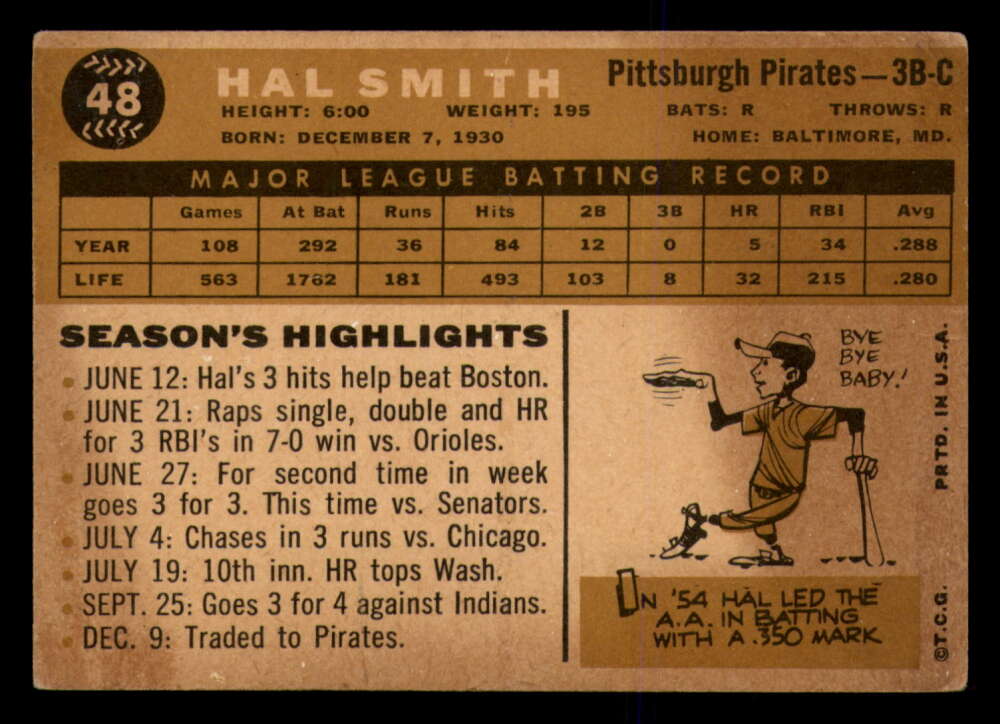 48
HAL SMITH
Pittsburgh Pirates—3B-C
HEIGHT: 6:00 WEIGHT: 195 BATS: R THROWS: R
BORN: DECEMBER 7, 1930 HOME: BALTIMORE, MD.
MAJOR LEAGUE BATTING RECORD
Games At Bat Runs Hits 2B 3B HR RBI Avg
YEAR 108 292 36 84 12 0 5 34 .288
LIFE 563 1762 181 493 103 8 32 215 .280
SEASON'S HIGHLIGHTS
JUNE 12: Hal's 3 hits help beat Boston.
JUNE 21: Raps single, double and HR
for 3 RBI's in 7-0 win vs. Orioles.
JUNE 27: For second time in week
goes 3 for 3. This time vs. Senators.
JULY 4: Chases in 3 runs vs. Chicago.
JULY 19: 10th inn. HR tops Wash.
SEPT. 25: Goes 3 for 4 against Indians.
DEC. 9: Traded to Pirates.
BYE
BYE
BABY!
IN '54 HAL LED THE
A.A. IN BATTING
WITH A .350 MARK
©T.C.G. PRTD. IN U.S.A.